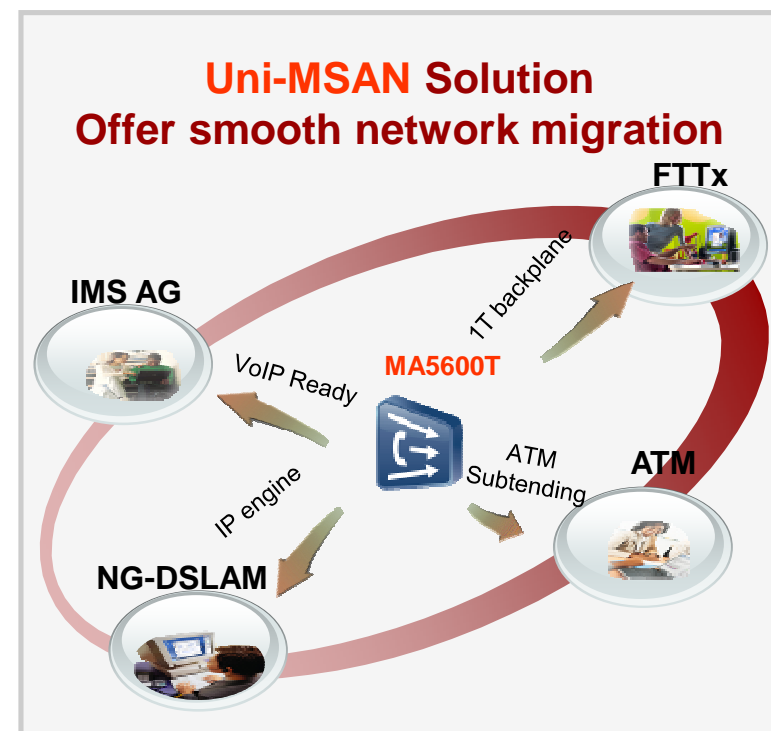 Uni-MSAN Solution
Offer smooth network migration
FTTx
IMS AG
1T backplane
MA5600T
VoIP Ready
ATM
Subtending
ATM
IP engine
NG-DSLAM